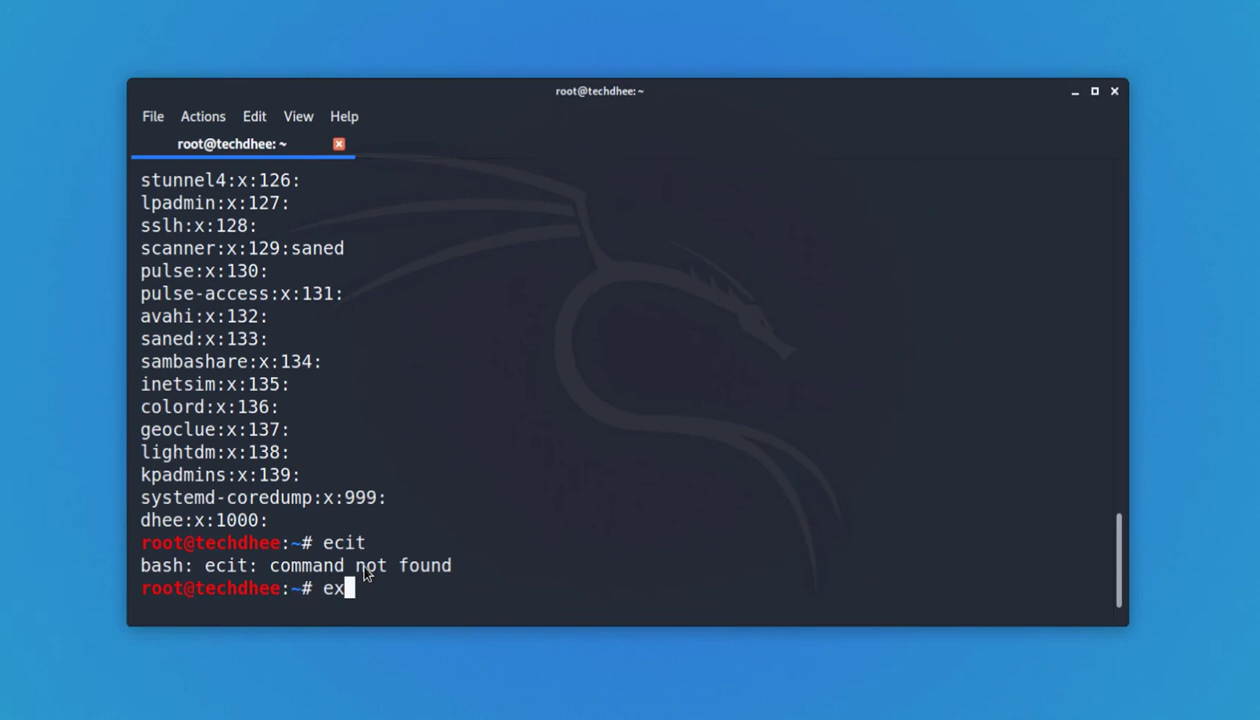 root@techdhee: ~
File Actions Edit View Help
root@techdhee: ~
stunnel4:x:126:
lpadmin:x:127:
sslh:x:128:
scanner:x:129:saned
pulse:x:130:
pulse-access:x:131:
avahi:x:132:
saned:x:133:
sambashare:x:134:
inetsim:x:135:
colord:x:136:
geoclue:x:137:
lightdm:x:138:
kpadmins:x:139:
systemd-coredump:x:999:
dhee:x:1000:
root@techdhee:~# ecit
bash: ecit: command not found
root@techdhee:~# ex